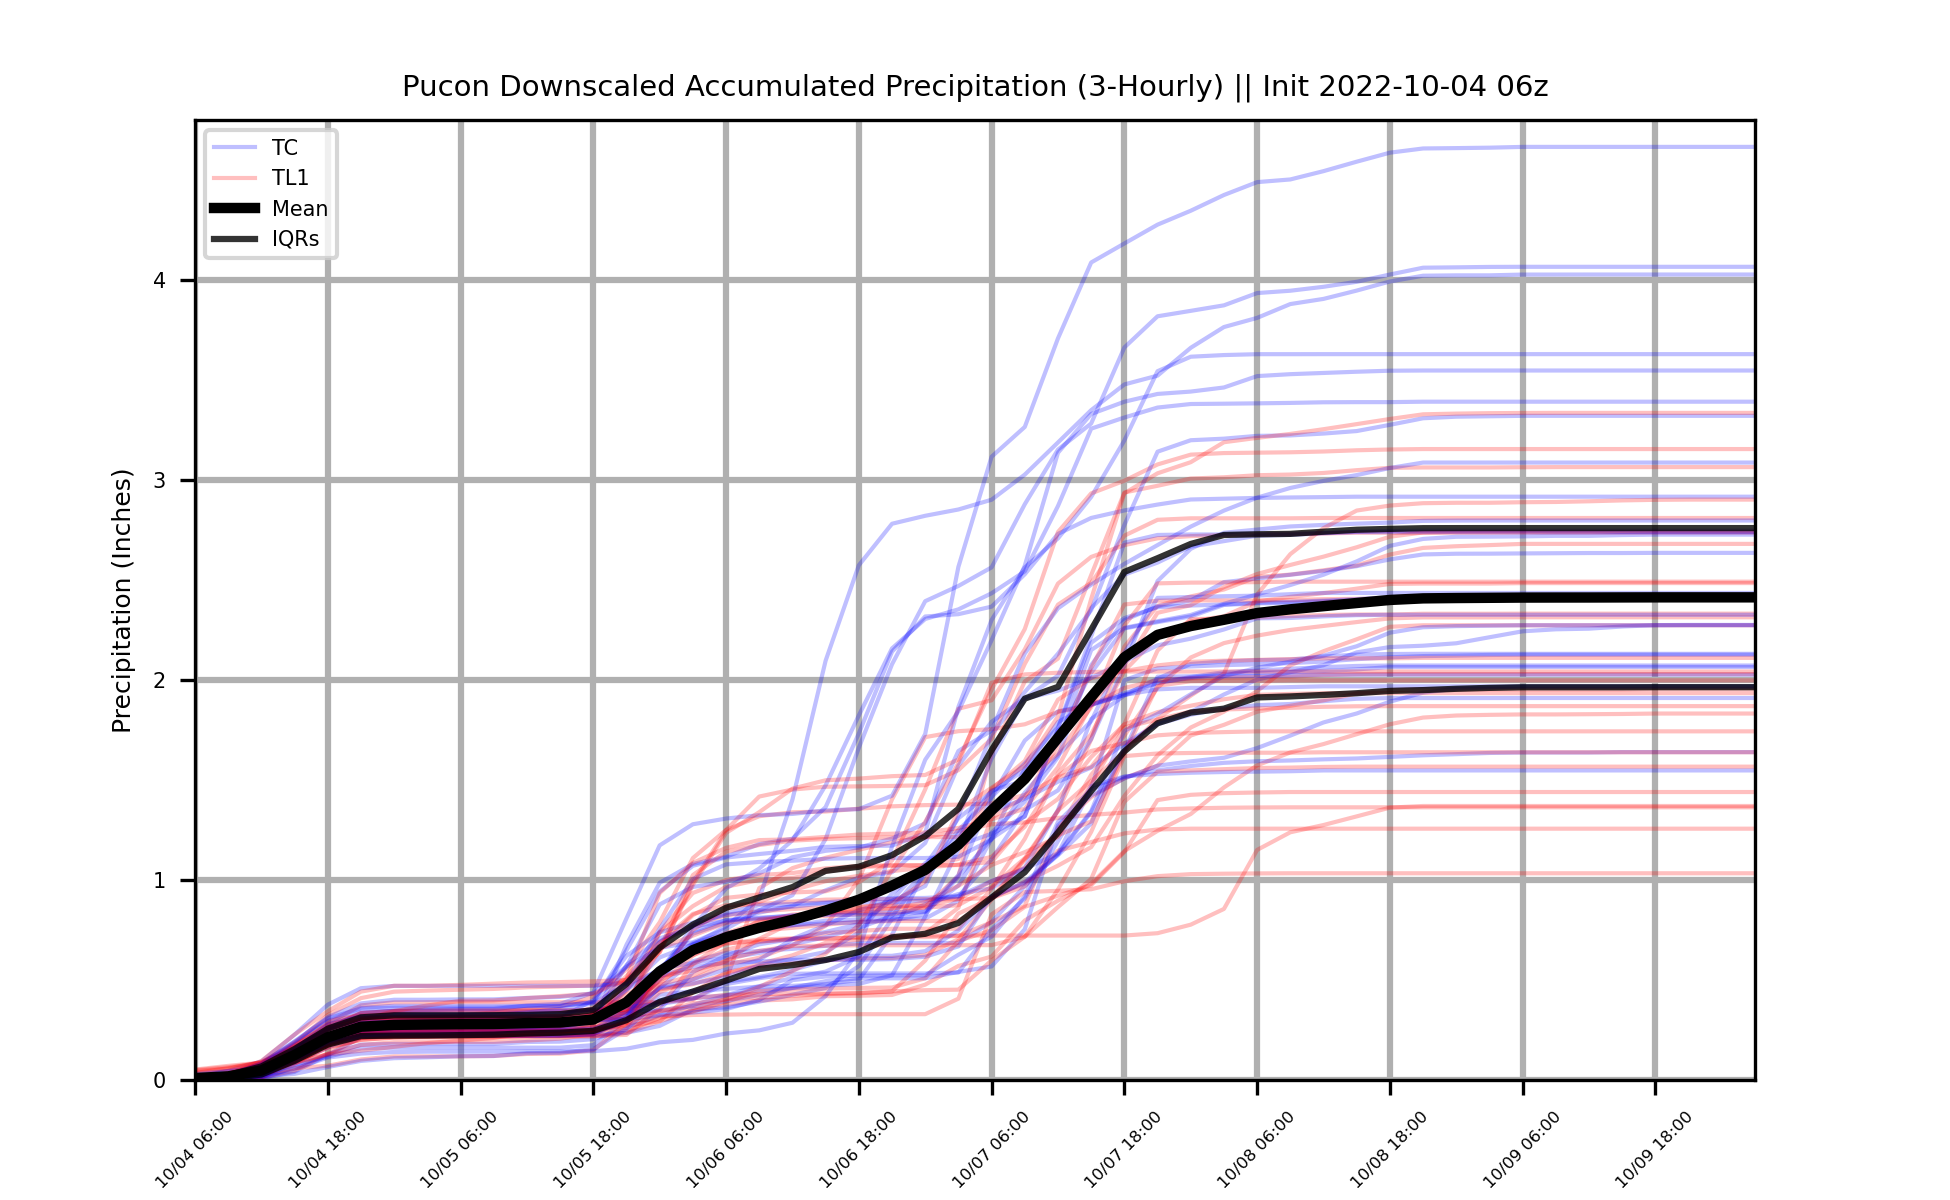 Pucon Downscaled Accumulated Precipitation (3-Hourly) || Init 2022-10-04 06z
TC
TL1
Mean
IQRs
Precipitation (Inches)
4
3
2
1
0
10/04 06:00
10/04 18:00
10/05 06:00
10/05 18:00
10/06 06:00
10/06 18:00
10/07 06:00
10/07 18:00
10/08 06:00
10/08 18:00
10/09 06:00
10/09 18:00